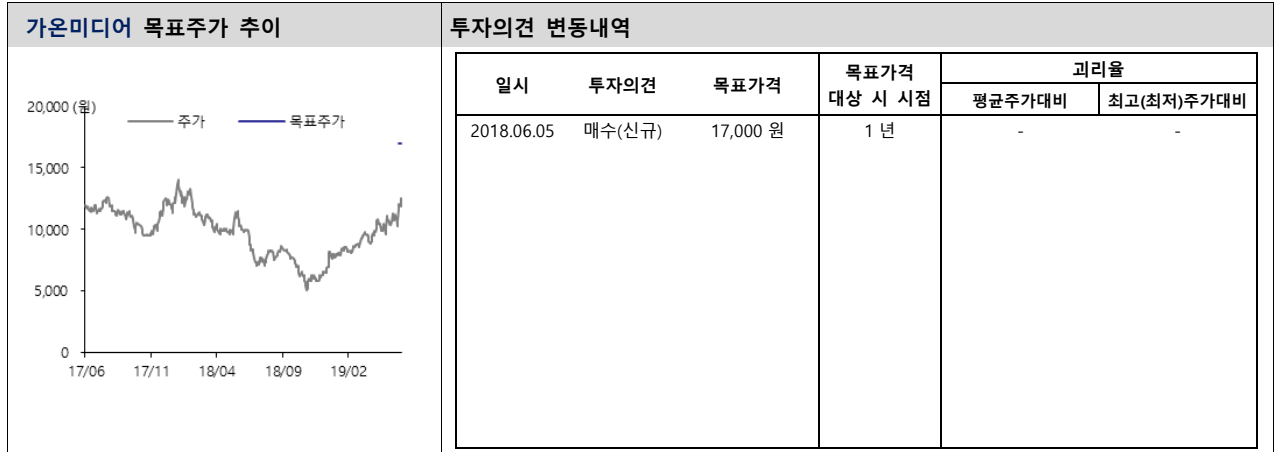 가온미디어 목표주가 추이
투자의견 변동내역
20,000 (원)
주가
목표주가
15,000
10,000
5,000
0
17/06 17/11 18/04 18/09 19/02
일시 투자의견 목표가격 목표가격 대상 시 시점 괴리율
평균주가대비 최고(최저)주가대비
2018.06.05 매수(신규) 17,000 원 1 년 - -